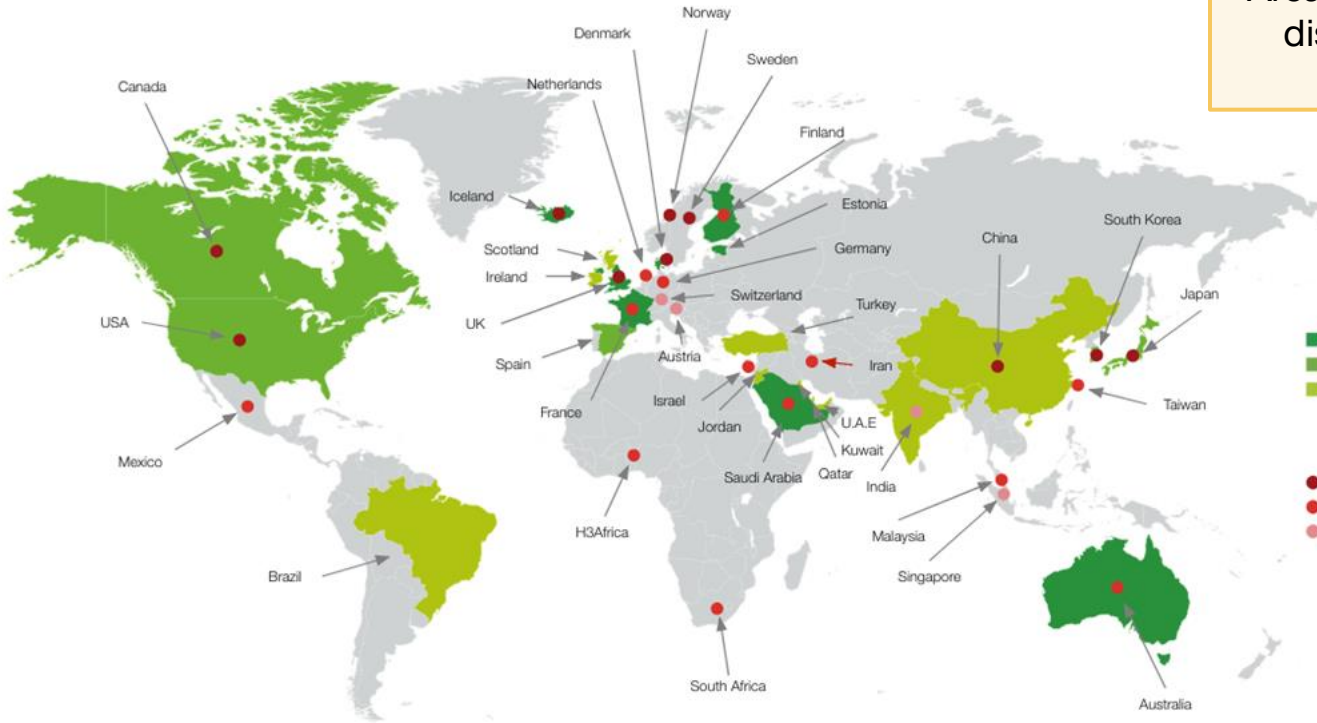 Norway
Denmark
Sweden
Canada
Netherlands
Finland
Iceland
Estonia
South Korea
China
Scotland
Germany
Ireland
Switzerland
Japan
Turkey
USA
UK
Spain
Austria
Iran
Israel
Taiwan
France
Jordan
U.A.E
Kuwait
Mexico
Saudi Arabia
Qatar
India
H3Africa
Malaysia
Brazil
Singapore
South Africa
Australia